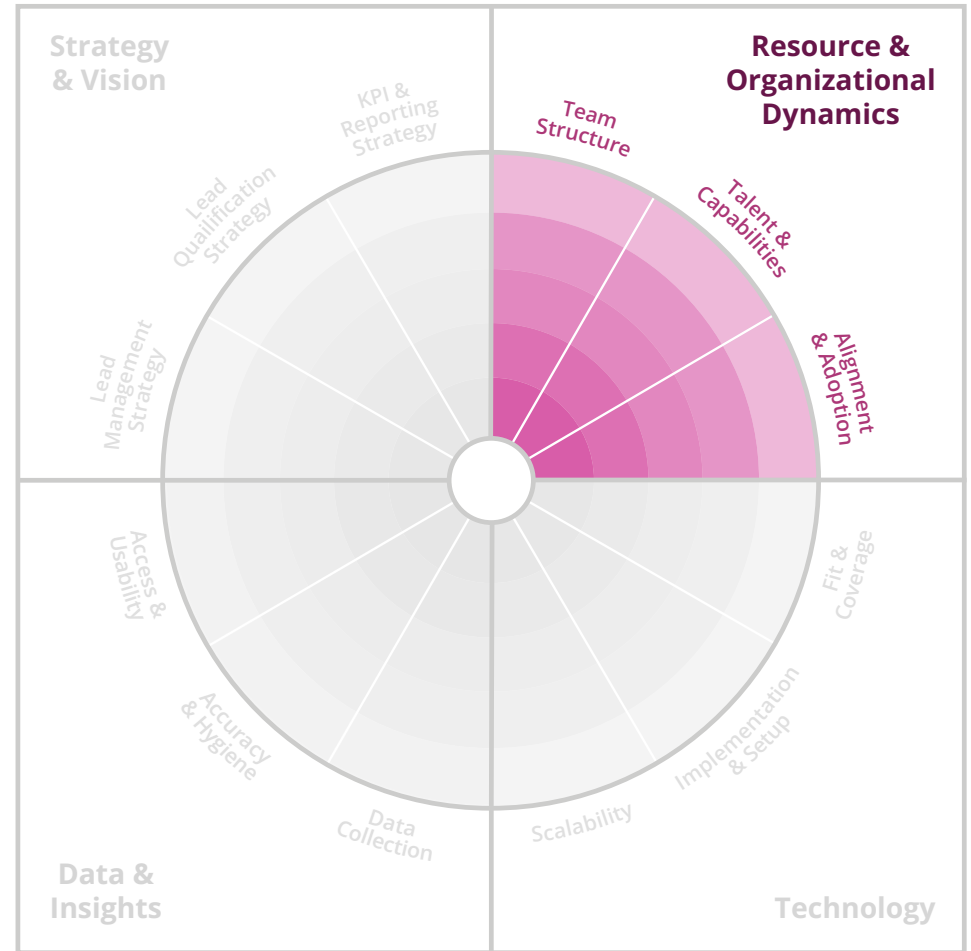 Strategy
& Vision
Resource &
Organizational
Dynamics
KPI &
Reporting
Strategy
Team
Structure
Lead
Quailification
Strategy
Talent &
Capabilities
Lead
Management
Strategy
Alignment
& Adoption
Access &
Usability
Fit &
Coverage
Accuracy
& Hygiene
Implementation
& Setup
Data
Collection
Scalability
Data &
Insights
Technology